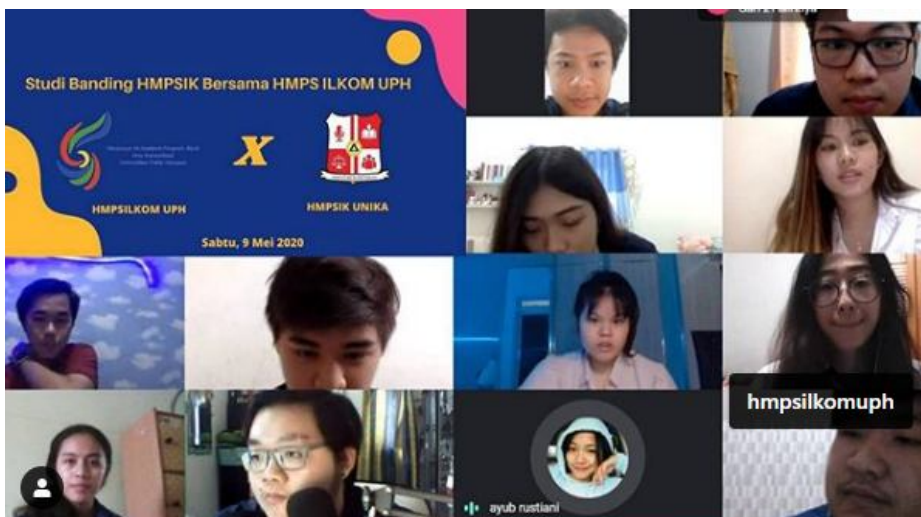 Studi Banding HMPSIK Bersama HMPS ILKOM UPH
X
HMPSILKOM UPH
HMPSIK UNIKA
Sabtu, 9 Mei 2020
hmpsilkomuph
ayub rustiani